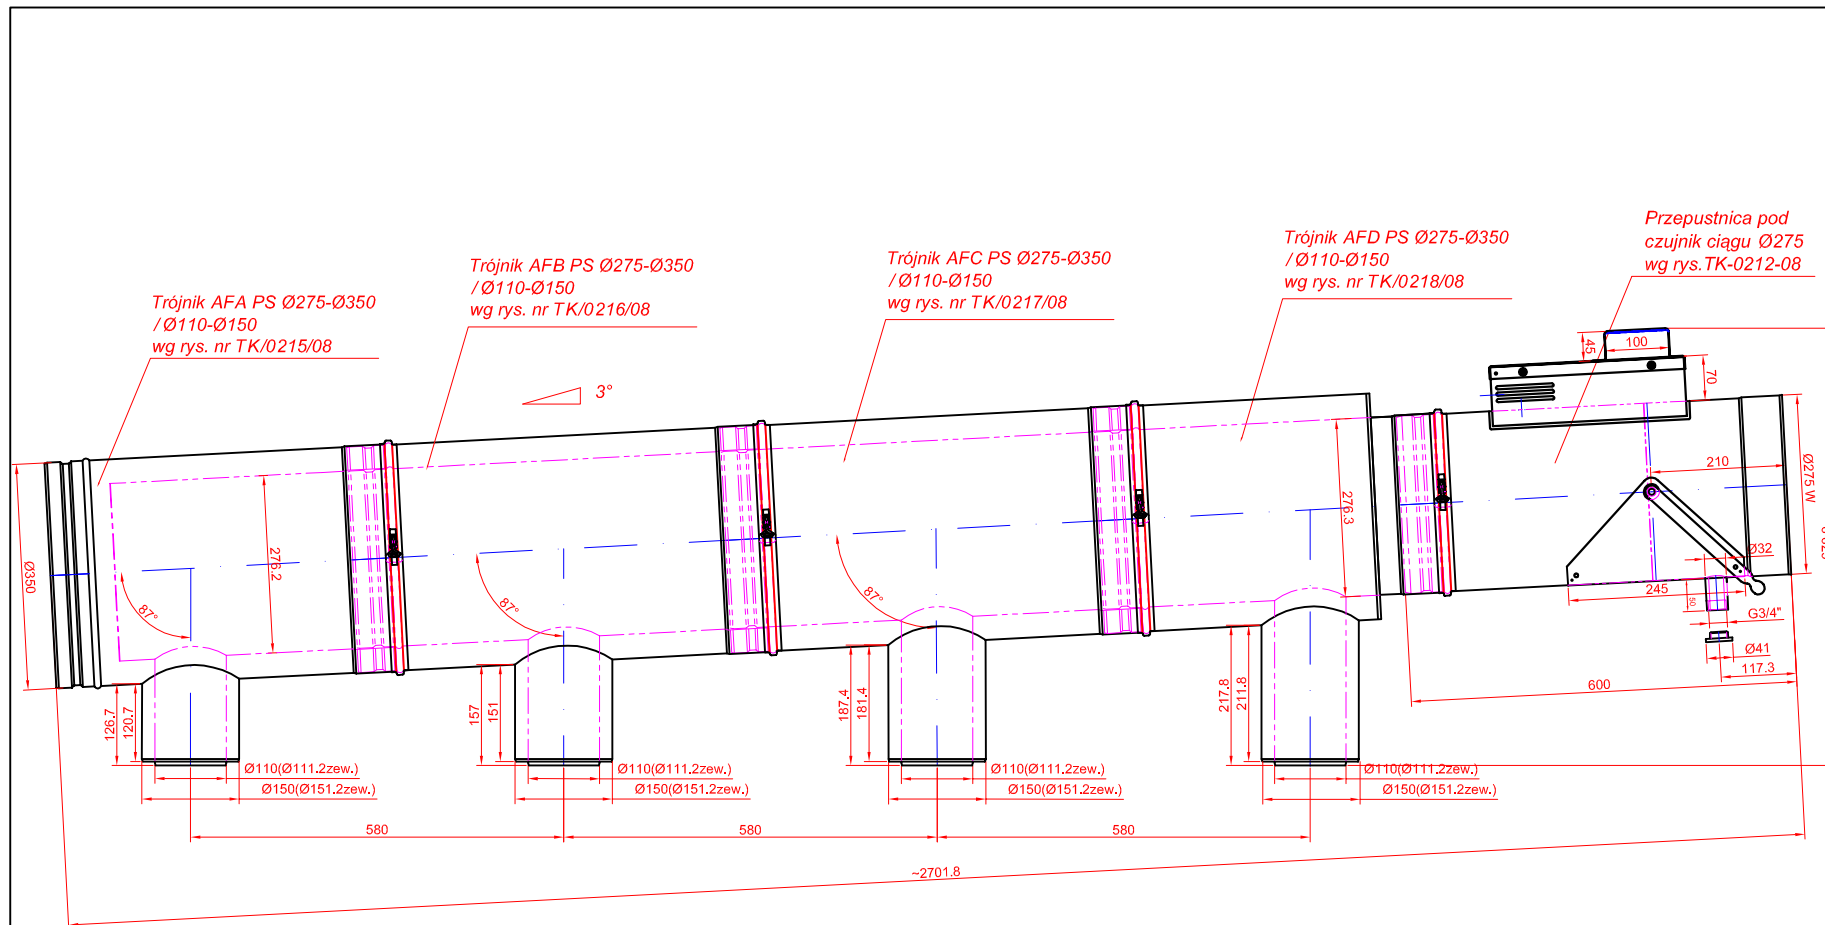 Przepustnica pod
czujnik ciągu Ø275
wg rys.TK-0212-08
Trójnik AFD PS Ø275-Ø350
/Ø110-Ø150
wg rys. nr TK/0218/08
Trójnik AFC PS Ø275-Ø350
/Ø110-Ø150
wg rys. nr TK/0217/08
Trójnik AFB PS Ø275-Ø350
/Ø110-Ø150
wg rys. nr TK/0216/08
Trójnik AFA PS Ø275-Ø350
/Ø110-Ø150
wg rys. nr TK/0215/08
3°
45
100
70
210
Ø275 W
276.3
276.2
Ø350
87°
87°
87°
Ø32
245
50
G3/4"
Ø41
117.3
600
126.7
120.7
157
151
187.4
181.4
217.8
211.8
Ø110(Ø111.2zew.)
Ø150(Ø151.2zew.)
Ø110(Ø111.2zew.)
Ø150(Ø151.2zew.)
Ø110(Ø111.2zew.)
Ø150(Ø151.2zew.)
Ø110(Ø111.2zew.)
Ø150(Ø151.2zew.)
580
580
580
~2701.8